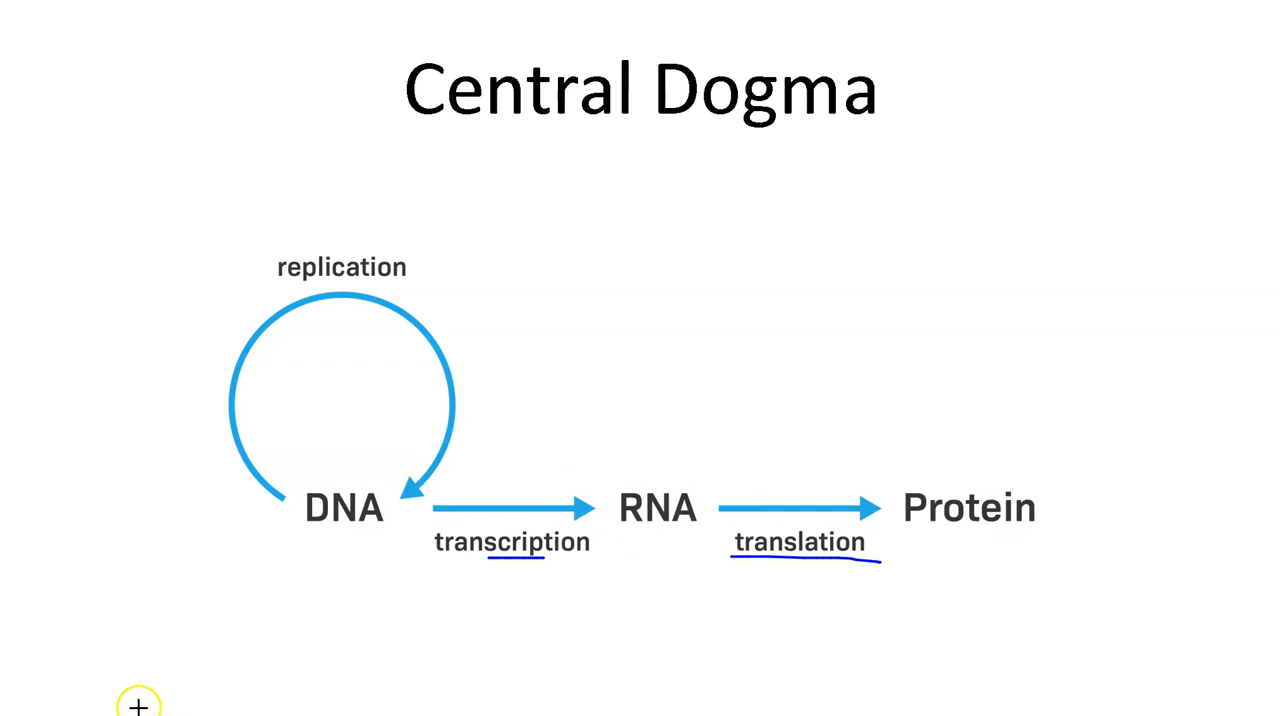 Central Dogma
replication
DNA RNA Protein
transcription translation